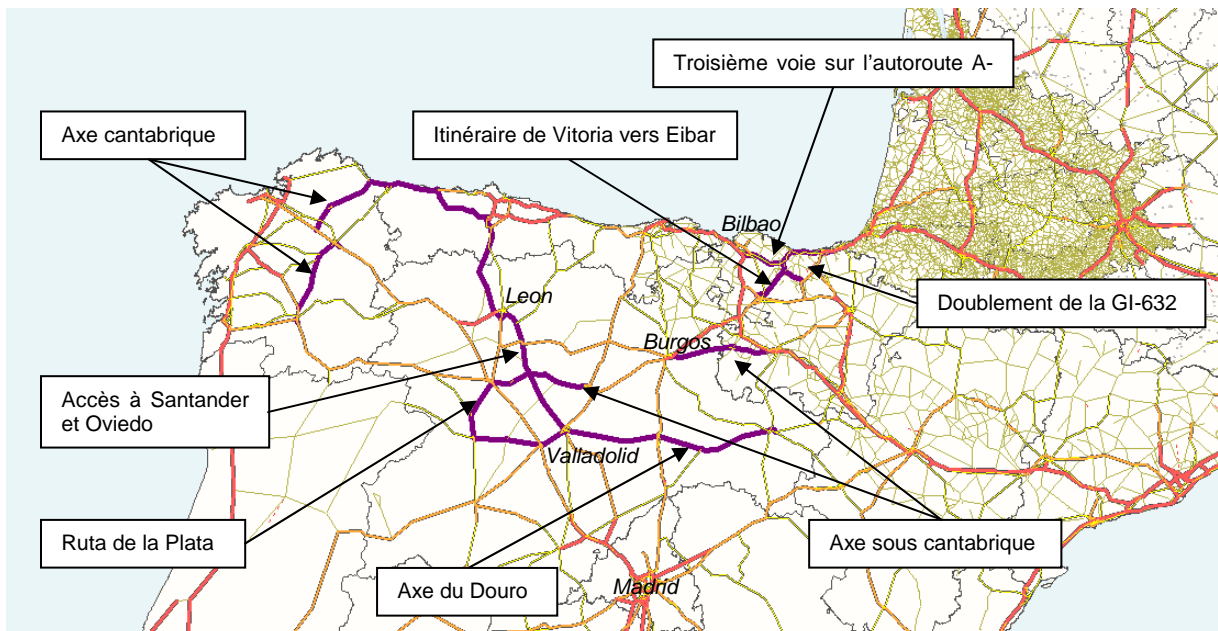 Troisième voie sur l'autoroute A-
Axe cantabrique
Itinéraire de Vitoria vers Eibar
Bilbao
Leon
Doublement de la GI-632
Burgos
Accès à Santander
et Oviedo
Valladolid
Ruta de la Plata
Axe sous cantabrique
Axe du Douro
Madrid